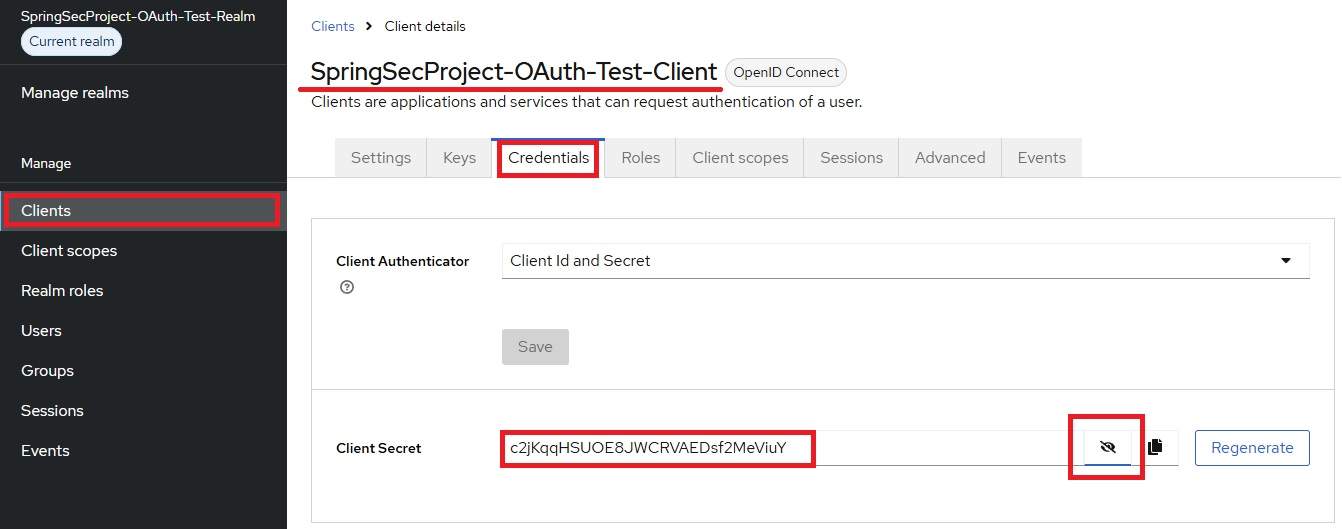 SpringSecProject-OAuth-Test-Realm
Current realm
Manage realms
Manage
Clients
Client scopes
Realm roles
Users
Groups
Sessions
Events
Clients > Client details
SpringSecProject-OAuth-Test-Client OpenID Connect
Clients are applications and services that can request authentication of a user.
Settings Keys Credentials Roles Client scopes Sessions Advanced Events
Client Authenticator Client Id and Secret
Save
Client Secret c2jKqqHSUOE8JWCRVAEDsf2MeViuY Regenerate